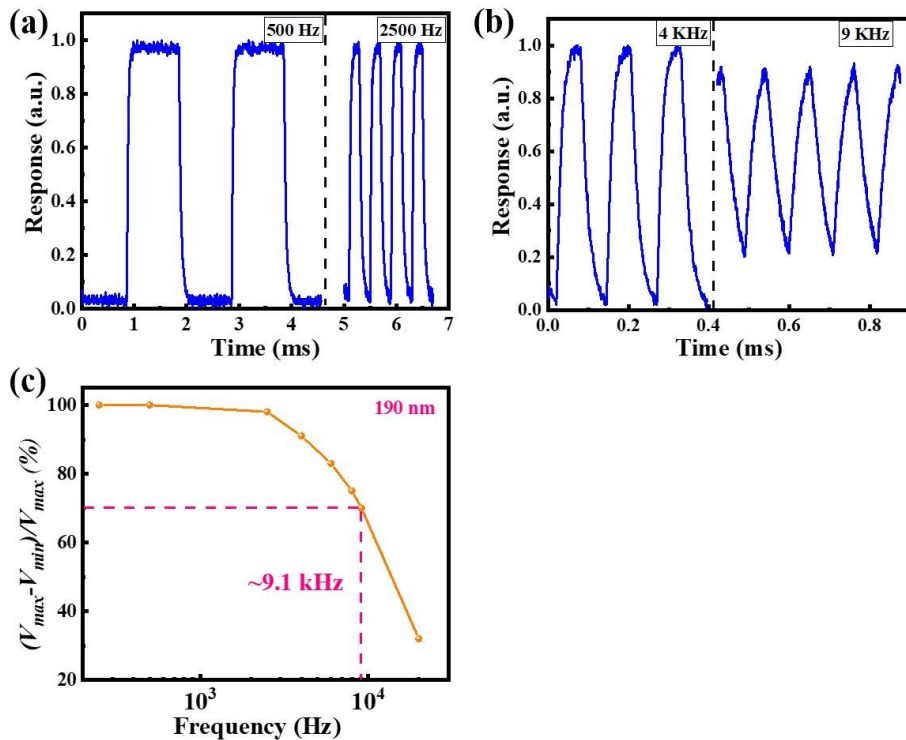 (a)
500 Hz
2500 Hz
Response (a.u.)
1.0
0.8
0.6
0.4
0.2
0.0
0 1 2 3 4 5 6 7
Time (ms)
(b)
4 KHz
9 KHz
Response (a.u.)
1.0
0.8
0.6
0.4
0.2
0.0
0.0 0.2 0.4 0.6 0.8
Time (ms)
(c)
190 nm
(Vmax-Vmin)/Vmax (%)
100
80
60
40
20
~9.1 kHz
10³ 10⁴
Frequency (Hz)